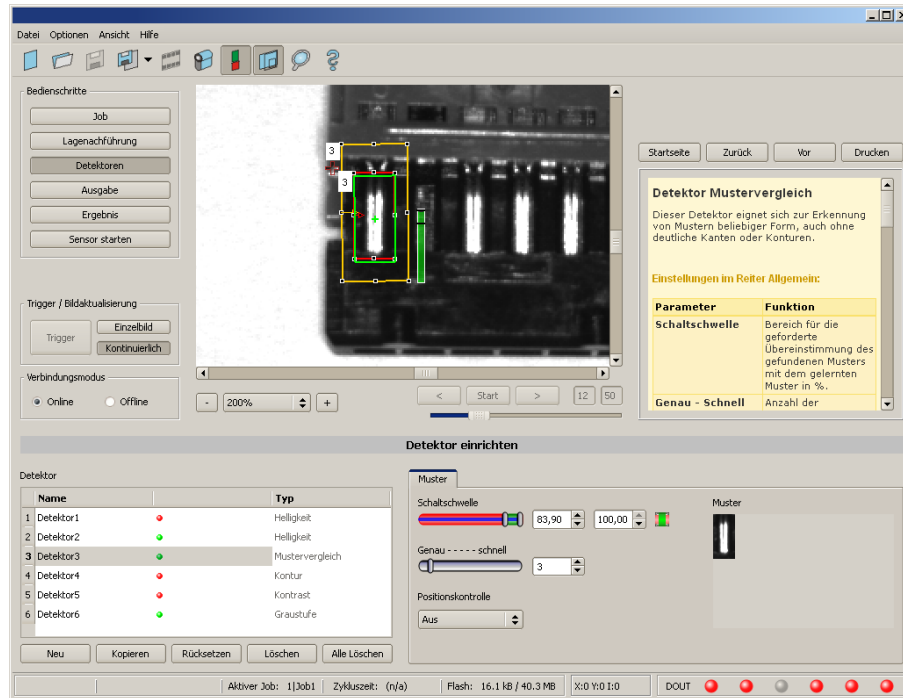 Datei Optionen Ansicht Hilfe
Bedienschritte
Job
Lagenachführung
Detektoren
Ausgabe
Ergebnis
Sensor starten
Trigger / Bildaktualisierung
Trigger
Einzelbild
Kontinuierlich
Verbindungsmodus
Online Offline
3
3
- 200% +
< Start > 12 50
Startseite Zurück Vor Drucken
Detektor Mustervergleich
Dieser Detektor eignet sich zur Erkennung
von Mustern beliebiger Form, auch ohne
deutliche Kanten oder Konturen.
Einstellungen im Reiter Allgemein:
Parameter Funktion
Schaltschwelle Bereich für die
geforderte
Übereinstimmung des
gefundenen Musters
mit dem gelernten
Muster in %.
Genau - Schnell Anzahl der
Detektor einrichten
Detektor
Name Typ
1 Detektor1 Helligkeit
2 Detektor2 Helligkeit
3 Detektor3 Mustervergleich
4 Detektor4 Kontur
5 Detektor5 Kontrast
6 Detektor6 Graustufe
Neu Kopieren Rücksetzen Löschen Alle Löschen
Muster
Schaltschwelle
83,90 100,00
Genau - - - - - schnell
3
Positionskontrolle
Aus
Muster
Aktiver Job: 1|Job1 Zykluszeit: (n/a) Flash: 16.1 kB / 40.3 MB X:0 Y:0 I:0 DOUT